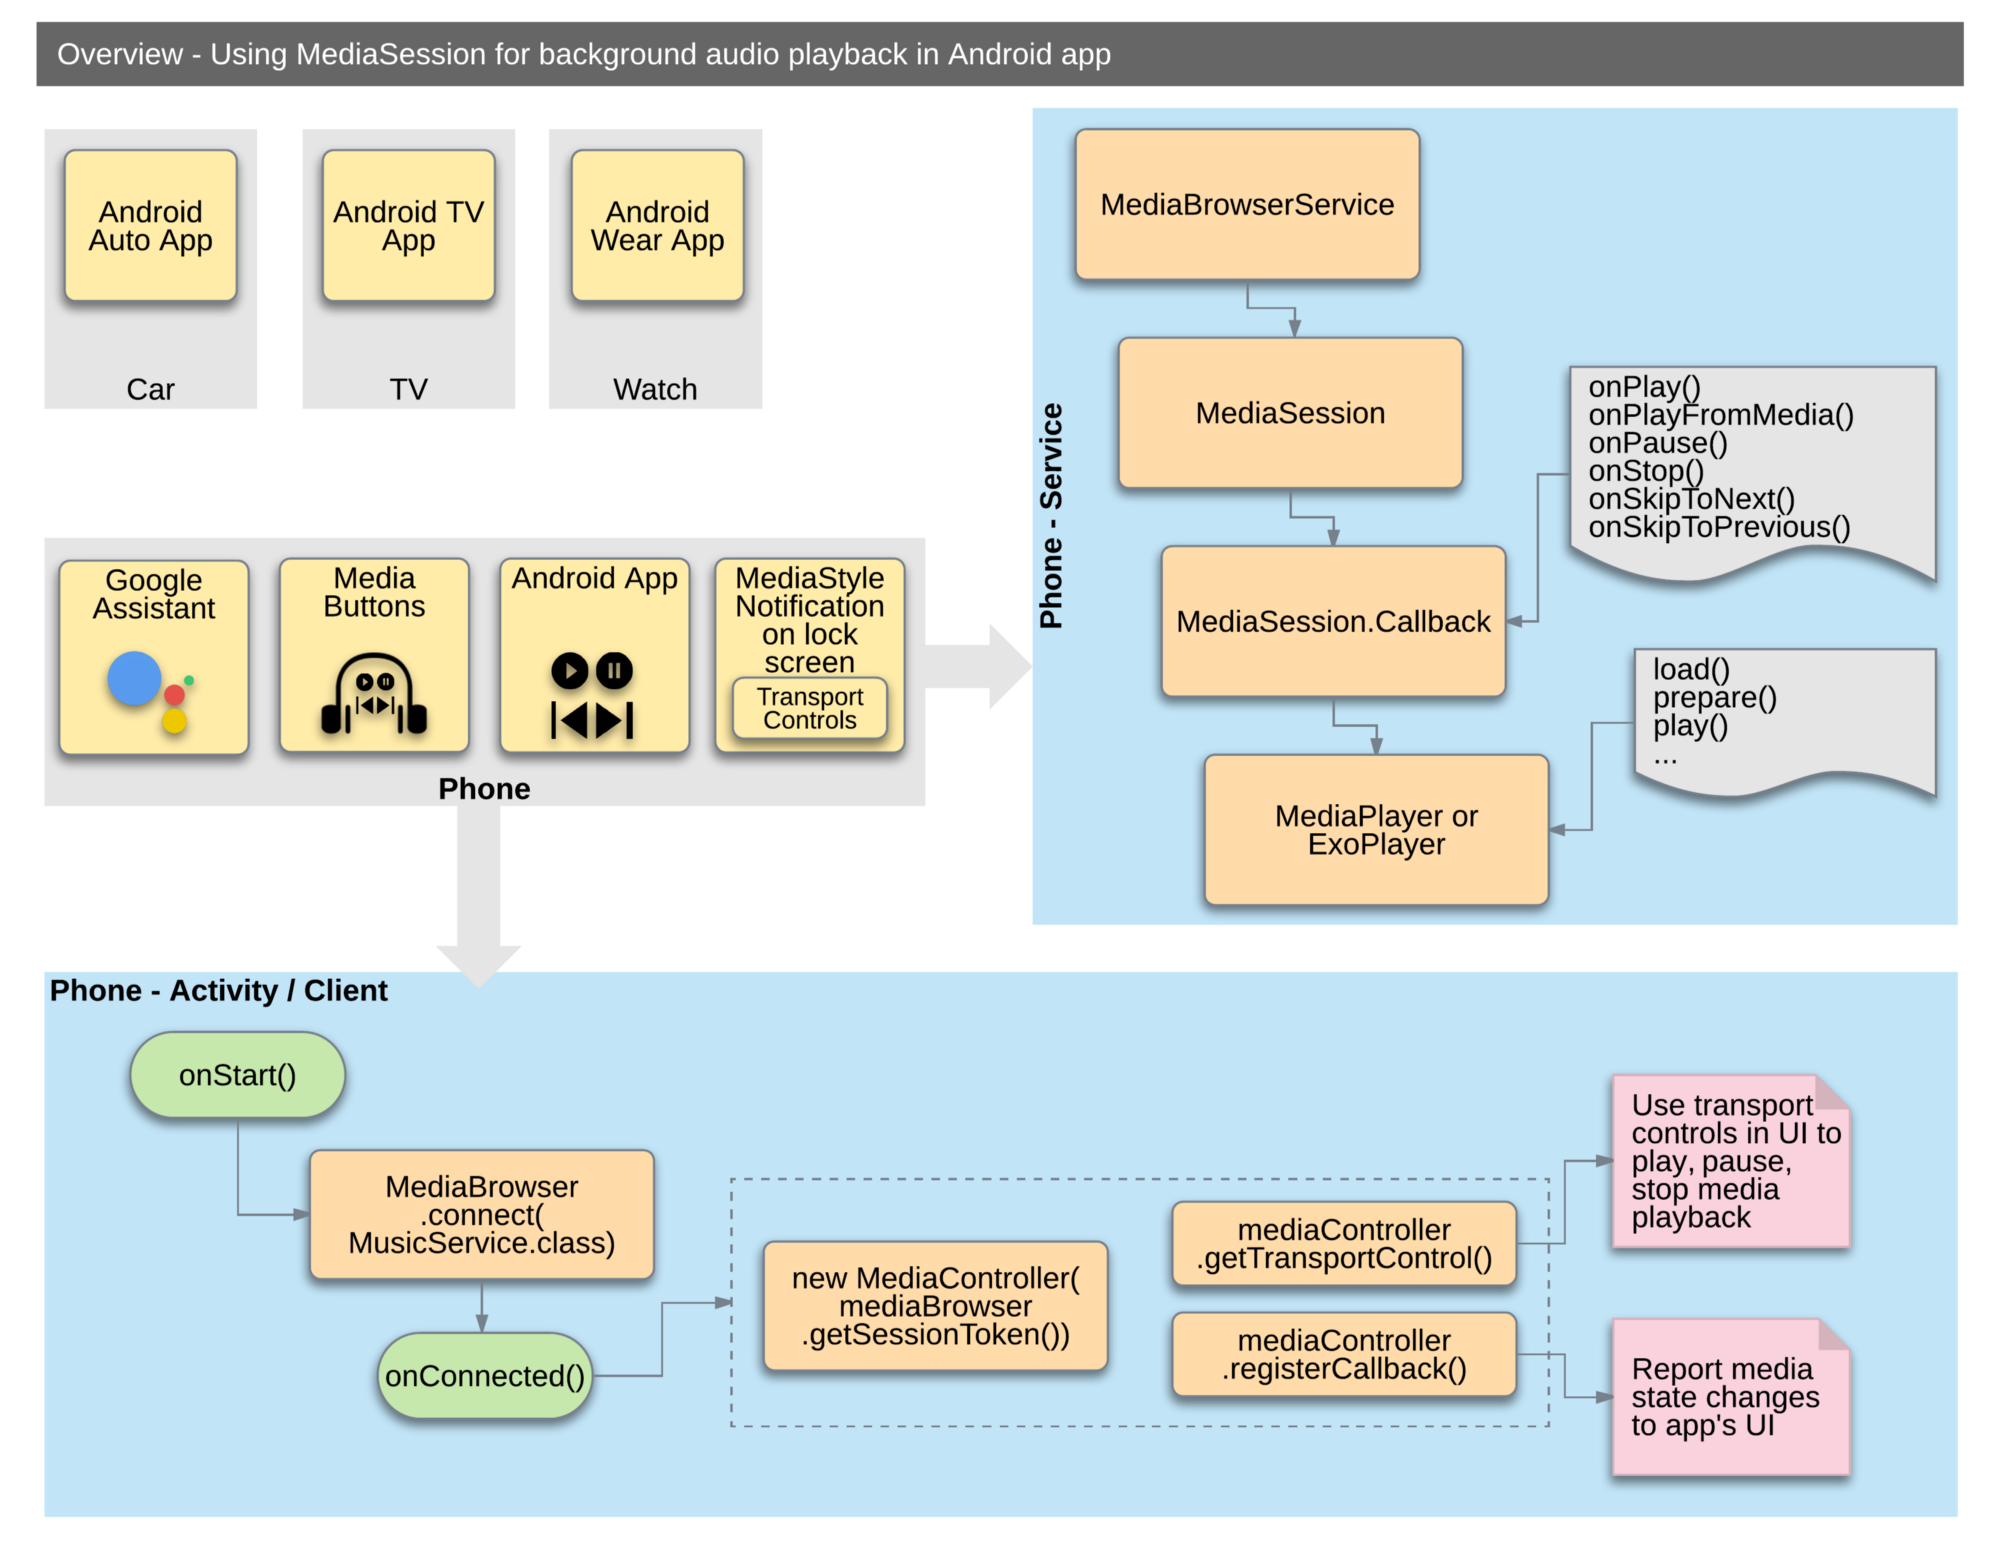 Overview - Using MediaSession for background audio playback in Android app
Android
Auto App
Car
Android TV
App
TV
Android
Wear App
Watch
Google
Assistant
Media
Buttons
Android App
MediaStyle
Notification
on lock
screen
Transport
Controls
Phone
Phone - Service
MediaBrowserService
MediaSession
MediaSession.Callback
MediaPlayer or
ExoPlayer
onPlay()
onPlayFromMedia()
onPause()
onStop()
onSkipToNext()
onSkipToPrevious()
load()
prepare()
play()
...
Phone - Activity / Client
onStart()
MediaBrowser
.connect(
MusicService.class)
onConnected()
new MediaController(
mediaBrowser
.getSessionToken())
mediaController
.getTransportControl()
mediaController
.registerCallback()
Use transport
controls in UI to
play, pause,
stop media
playback
Report media
state changes
to app's UI